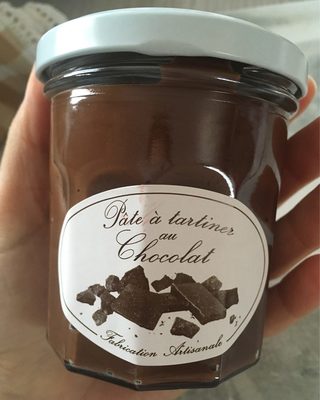 Pâte à tartiner
au
Chocolat
Fabrication Artisanale